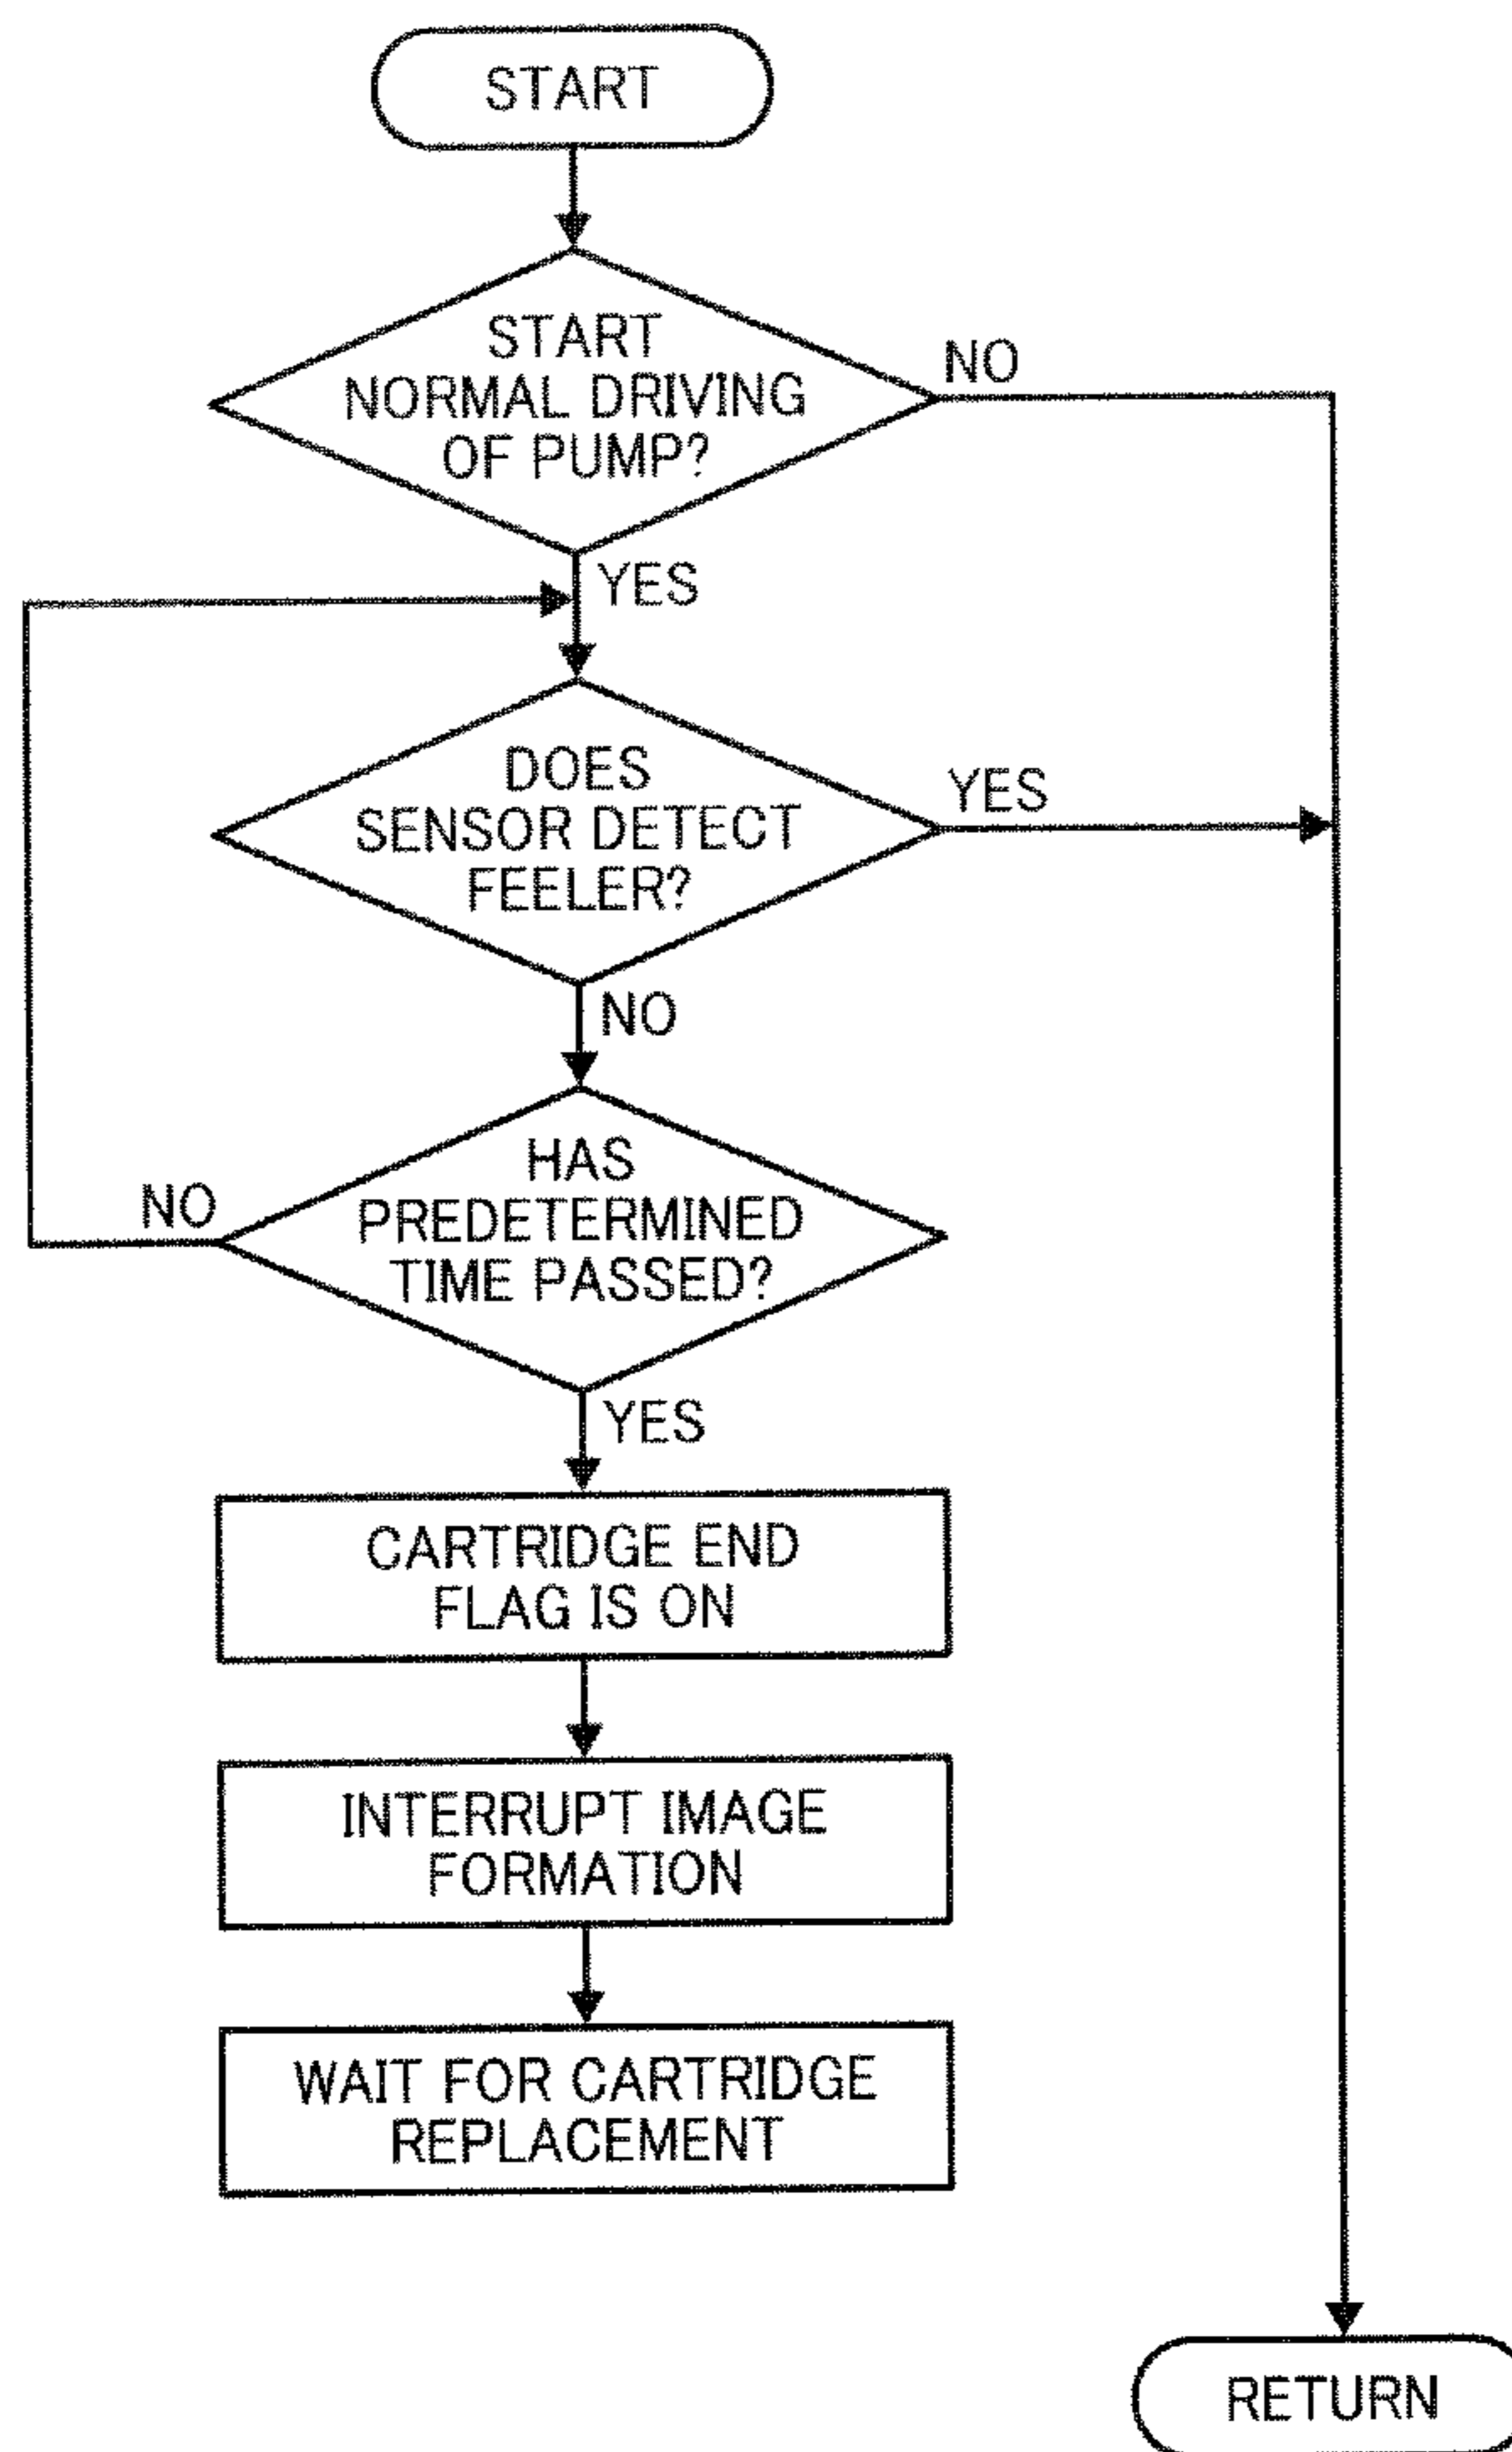 START
START
NORMAL DRIVING
OF PUMP?
NO
YES
DOES
SENSOR DETECT
FEELER?
YES
NO
HAS
PREDETERMINED
TIME PASSED?
NO
YES
CARTRIDGE END
FLAG IS ON
INTERRUPT IMAGE
FORMATION
WAIT FOR CARTRIDGE
REPLACEMENT
RETURN